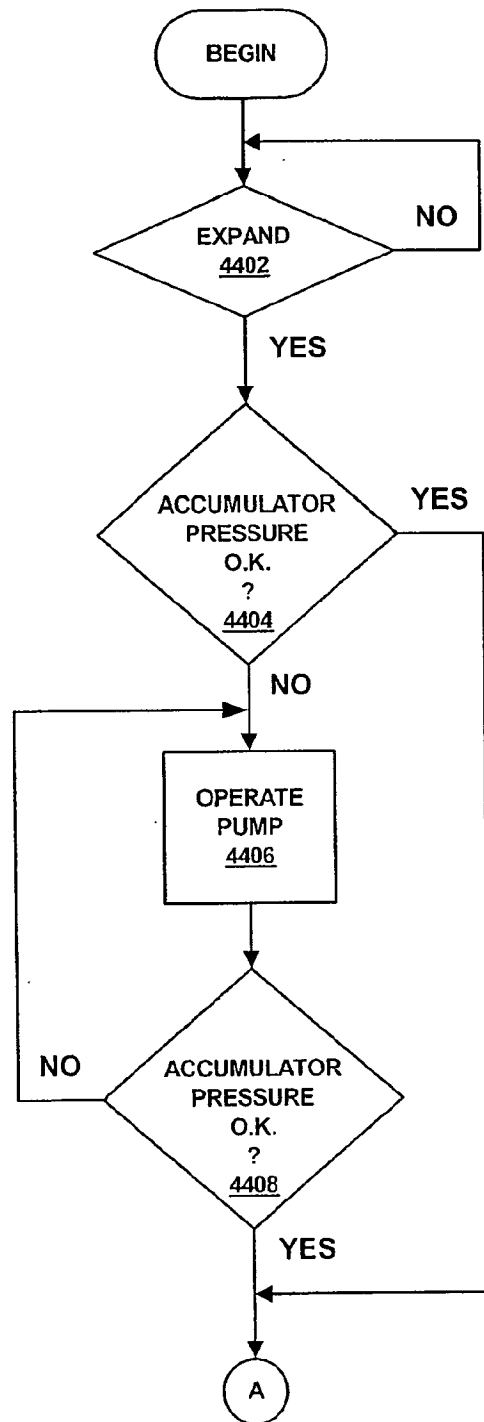 BEGIN
NO
EXPAND
4402
YES
YES
ACCUMULATOR
PRESSURE
O.K.
?
4404
NO
OPERATE
PUMP
4406
NO
ACCUMULATOR
PRESSURE
O.K.
?
4408
YES
A